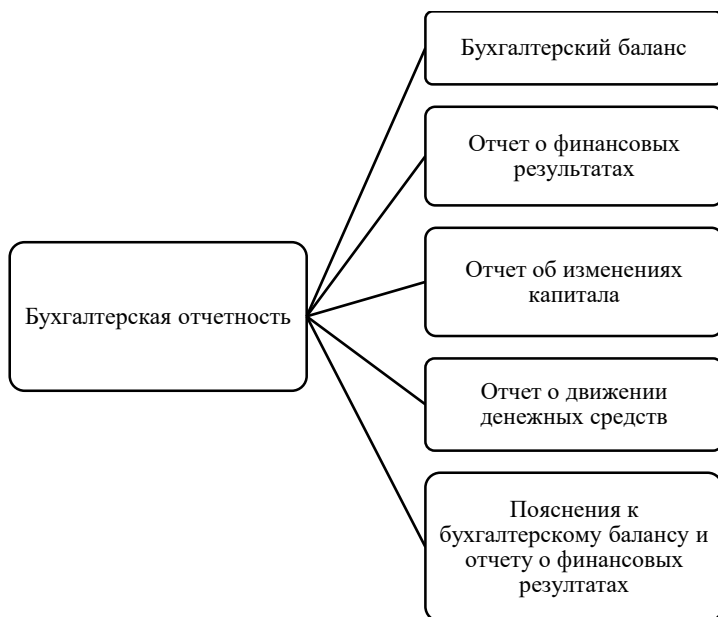 Бухгалтерский баланс
Отчет о финансовых
результатах
Отчет об изменениях
капитала
Бухгалтерская отчетность
Отчет о движении
денежных средств
Пояснения к
бухгалтерскому балансу и
отчету о финансовых
резултатах